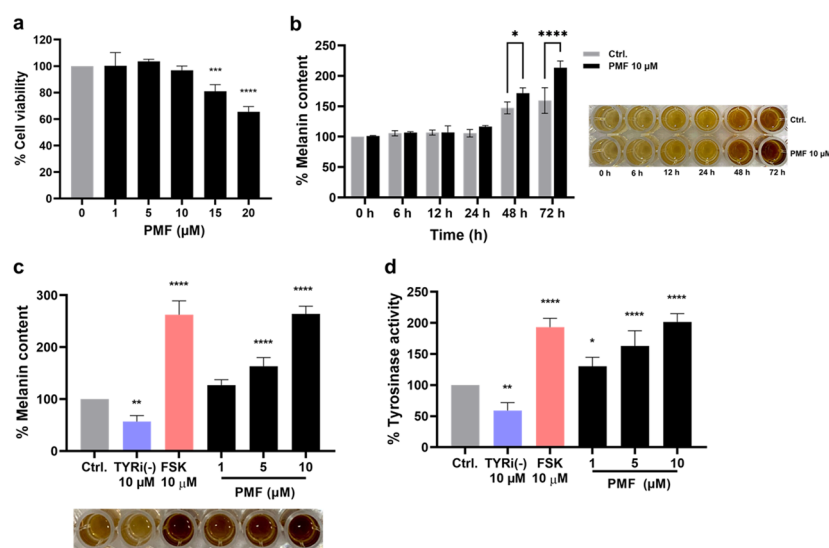 a
% Cell viability
120
100
80
60
40
20
0
***
****
0 1 5 10 15 20
PMF (µM)
b
% Melanin content
250
200
150
100
50
0
* ****
Ctrl.
PMF 10 µM
0 h 6 h 12 h 24 h 48 h 72 h
Time (h)
Ctrl.
PMF 10 µM
0 h 6 h 12 h 24 h 48 h 72 h
c
% Melanin content
300
200
100
0
**
****
****
****
Ctrl. TYRi(-) FSK 1 5 10
10 µM 10 µM PMF (µM)
d
% Tyrosinase activity
250
200
150
100
50
0
**
****
*
****
****
Ctrl. TYRi(-) FSK 1 5 10
10 µM 10 µM PMF (µM)